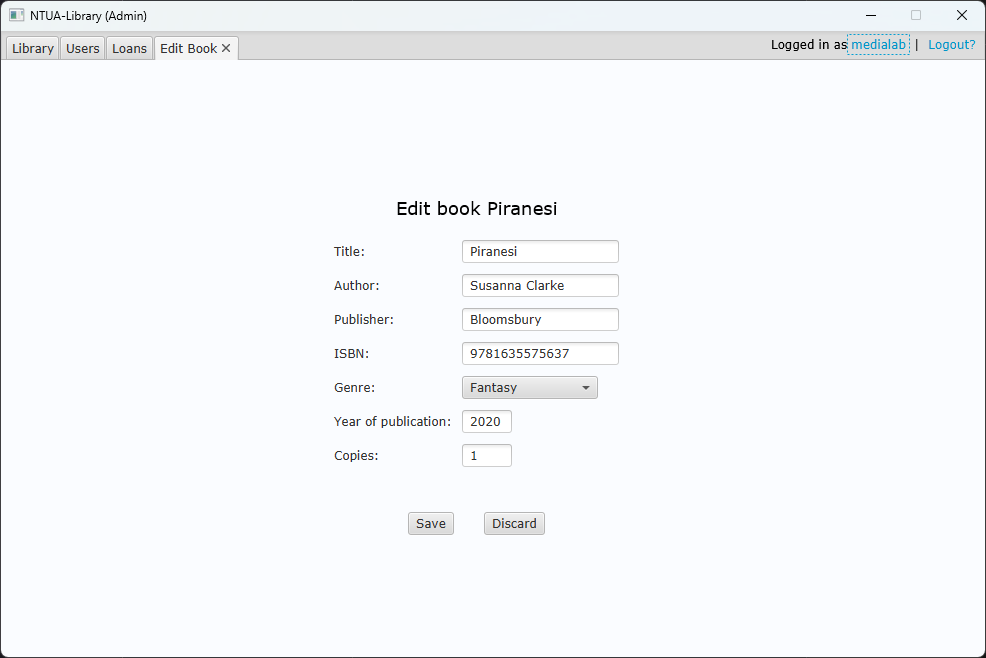 NTUA-Library (Admin)
Library Users Loans Edit Book Logged in as medialab | Logout?
Edit book Piranesi
Title: Piranesi
Author: Susanna Clarke
Publisher: Bloomsbury
ISBN: 9781635575637
Genre: Fantasy
Year of publication: 2020
Copies: 1
Save Discard